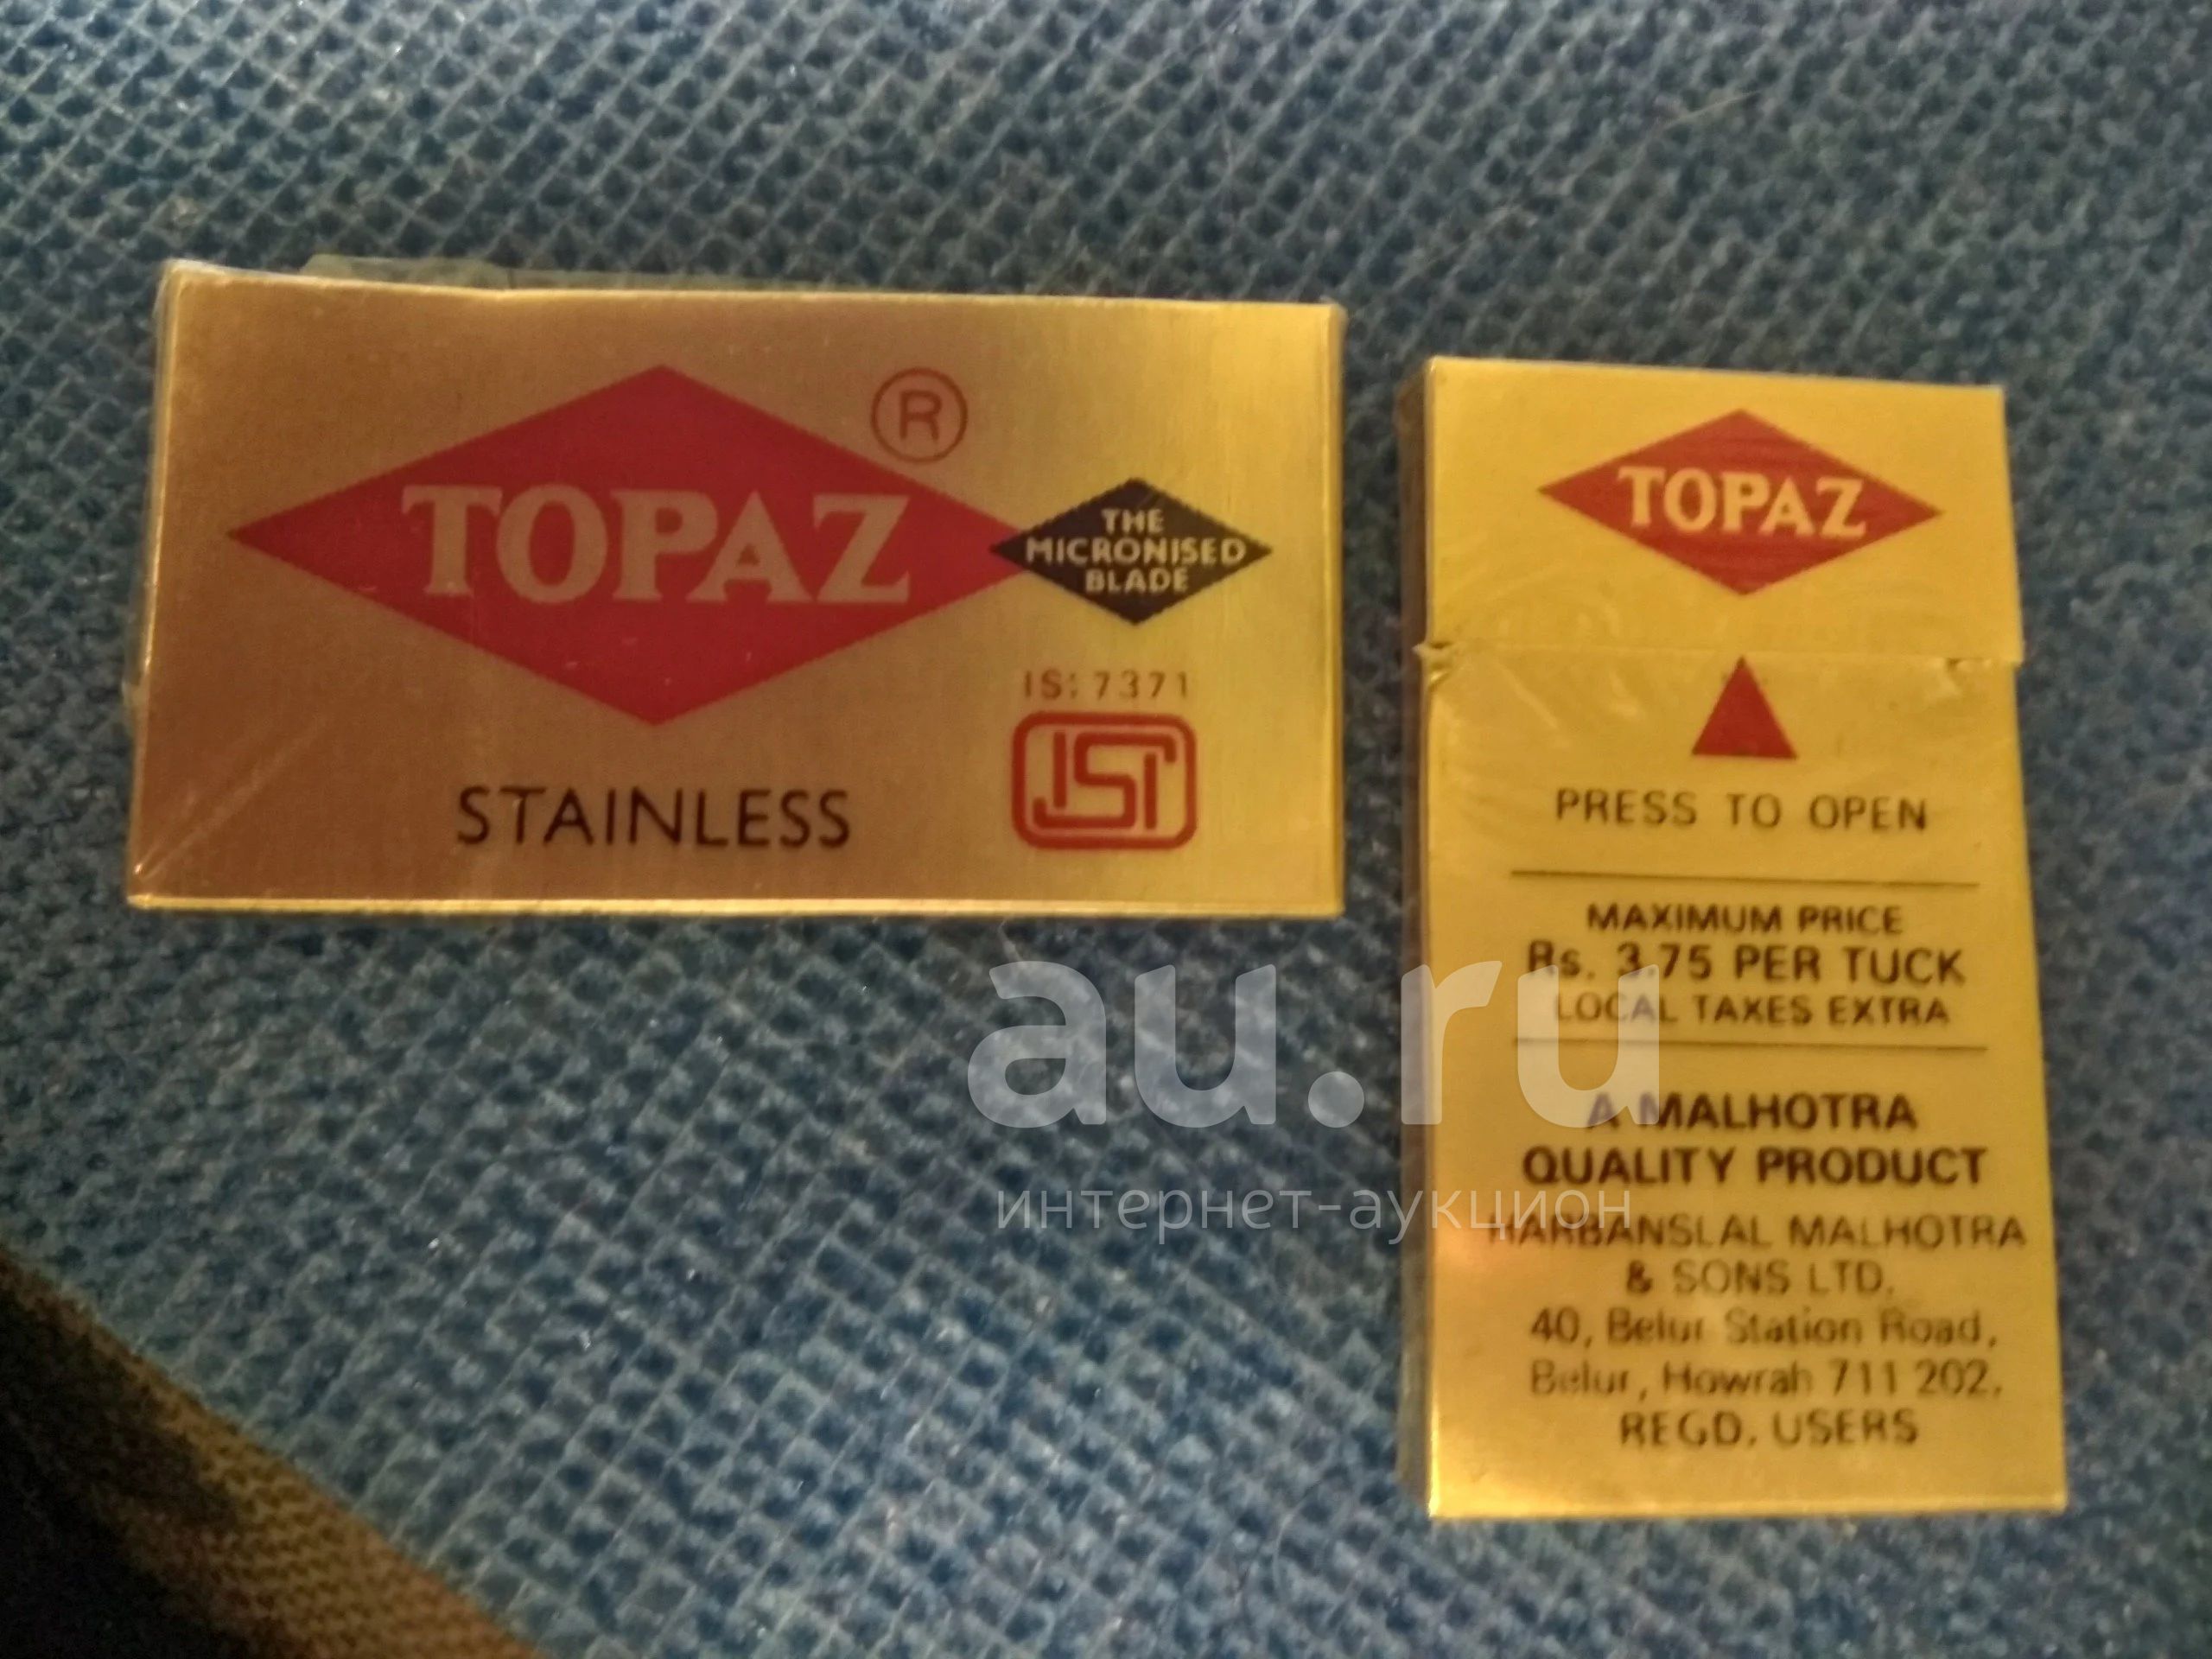 TOPAZ
®
THE
MICRONISED
BLADE
IS: 7371
ISI
STAINLESS
TOPAZ
PRESS TO OPEN
MAXIMUM PRICE
Rs. 3.75 PER TUCK
LOCAL TAXES EXTRA
A MALHOTRA
QUALITY PRODUCT
HARBANSLAL MALHOTRA
& SONS LTD.
40, Belur Station Road,
Belur, Howrah 711 202.
REGD. USERS
au.ru
интернет-аукцион